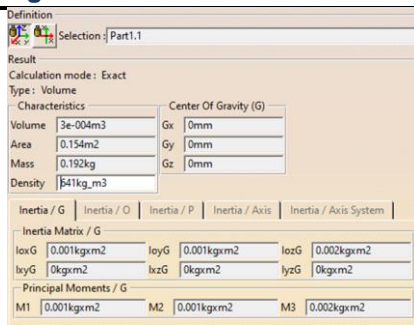 Definition
Selection : Part1.1
Result
Calculation mode : Exact
Type : Volume
Characteristics Center Of Gravity (G)
Volume 3e-004m3 Gx 0mm
Area 0.154m2 Gy 0mm
Mass 0.192kg Gz 0mm
Density 641kg_m3
Inertia / G Inertia / O Inertia / P Inertia / Axis Inertia / Axis System
Inertia Matrix / G
IoxG 0.001kgxm2 IoyG 0.001kgxm2 IozG 0.002kgxm2
IxyG 0kgxm2 IxzG 0kgxm2 IyzG 0kgxm2
Principal Moments / G
M1 0.001kgxm2 M2 0.001kgxm2 M3 0.002kgxm2